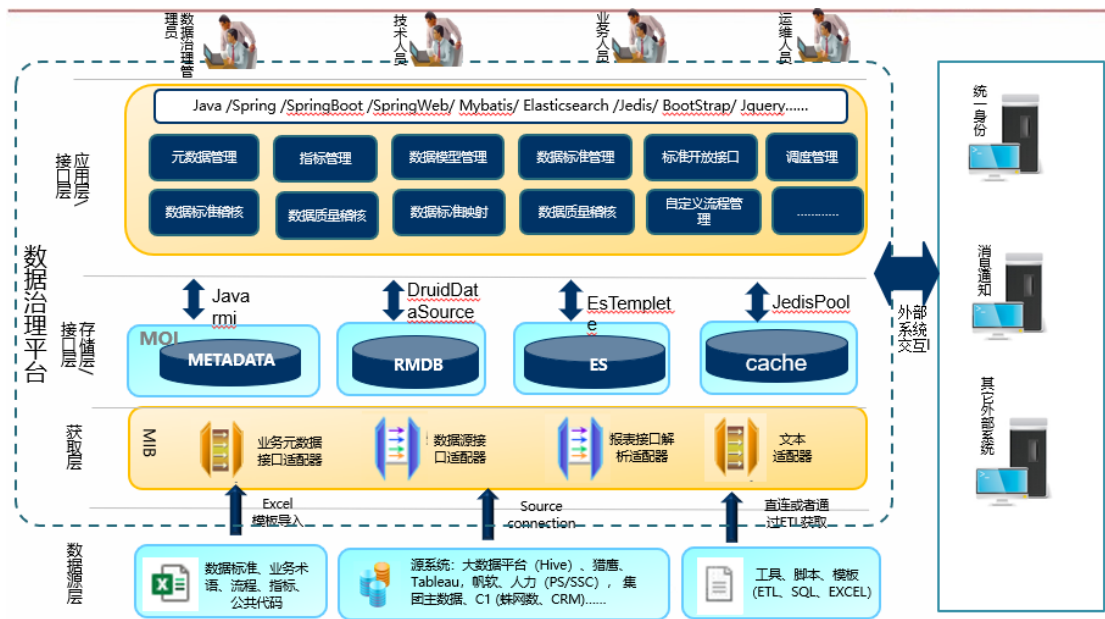 数据治理管
理员
技术人员
业务人员
运维人员
应用层/
接口层
Java /Spring /SpringBoot /SpringWeb/ Mybatis/ Elasticsearch /Jedis/ BootStrap/ Jquery......
元数据管理
指标管理
数据模型管理
数据标准管理
标准开放接口
调度管理
数据标准稽核
数据质量稽核
数据标准映射
数据质量稽核
自定义流程管
理
…………
数据治理平台
Java
rmi
DruidDat
aSource
EsTemplet
e
JedisPool
存储层/
接口层
MOI
METADATA
RMDB
ES
cache
获取层
MIB
业务元数据
接口适配器
数据源接
口适配器
报表接口解
析适配器
文本
适配器
Excel
模板导入
Source
connection
直连或者通
过ETL获取
数据源层
数据标准、业务术
语、流程、指标、
公共代码
源系统：大数据平台（Hive）、猎鹰、
Tableau，帆软、人力（PS/SSC），集
团主数据、C1 (蛛网数、CRM)......
工具、脚本、模板
(ETL、SQL、EXCEL)
外部
系统
交互I
统一身份
消息通知
其它外部系统